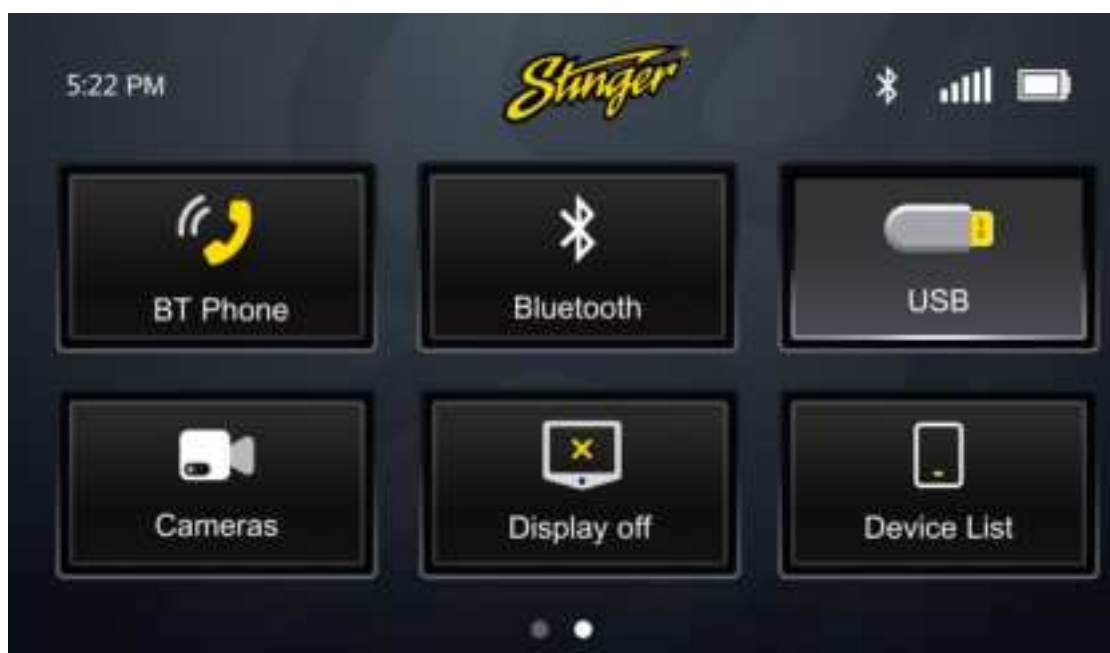 5:22 PM
Stinger
BT Phone
Bluetooth
USB
Cameras
Display off
Device List